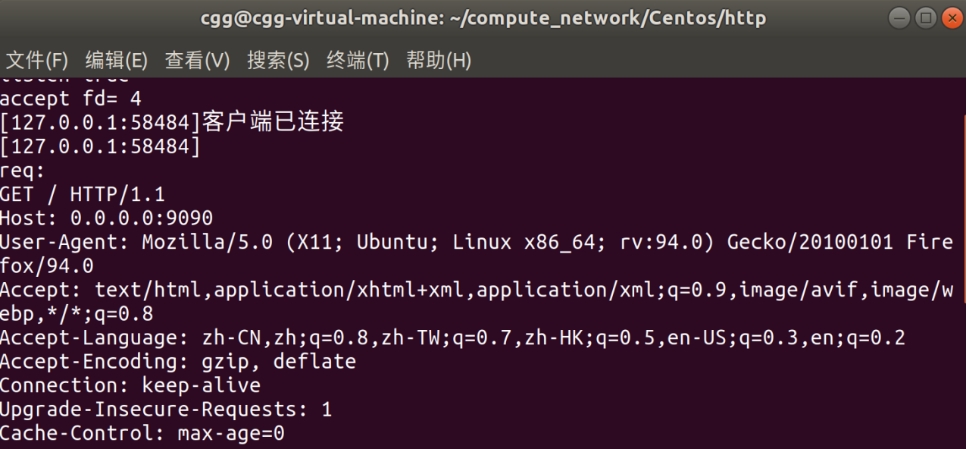 cgg@cgg-virtual-machine: ~/compute_network/Centos/http
文件(F) 编辑(E) 查看(V) 搜索(S) 终端(T) 帮助(H)
accept fd= 4
[127.0.0.1:58484]客户端已连接
[127.0.0.1:58484]
req:
GET / HTTP/1.1
Host: 0.0.0.0:9090
User-Agent: Mozilla/5.0 (X11; Ubuntu; Linux x86_64; rv:94.0) Gecko/20100101 Fire
fox/94.0
Accept: text/html,application/xhtml+xml,application/xml;q=0.9,image/avif,image/w
ebp,*/*;q=0.8
Accept-Language: zh-CN,zh;q=0.8,zh-TW;q=0.7,zh-HK;q=0.5,en-US;q=0.3,en;q=0.2
Accept-Encoding: gzip, deflate
Connection: keep-alive
Upgrade-Insecure-Requests: 1
Cache-Control: max-age=0